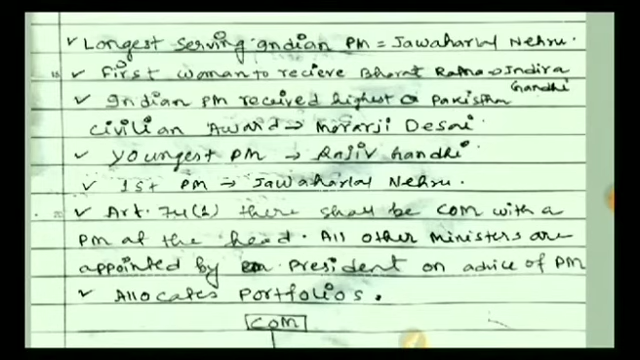 ✓ Longest serving Indian PM = Jawaharlal Nehru.
✓ First woman to recieve Bharat Ratna → Indira Gandhi
✓ Indian PM received highest Pakistan
civilian Award → Morarji Desai
✓ Youngest PM → Rajiv Gandhi.
✓ 1st PM → Jawaharlal Nehru.
✓ Art. 74(1) there shall be COM with a
PM at the head. All other ministers are
appointed by President on advice of PM
✓ Allocates Portfolios.
COM